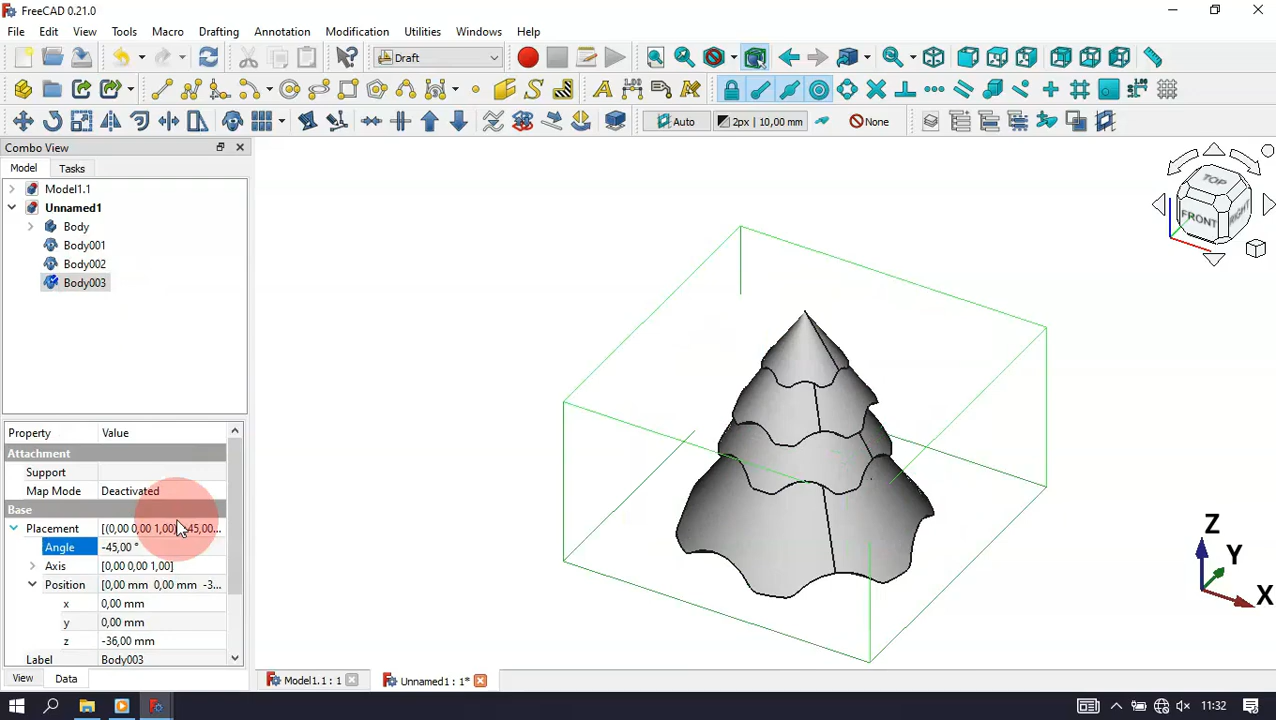 FreeCAD 0.21.0
File Edit View Tools Macro Drafting Annotation Modification Utilities Windows Help
Draft
Auto 2px | 10,00 mm None
Combo View
Model Tasks
Model1.1
Unnamed1
Body
Body001
Body002
Body003
TOP
FRONT
RIGHT
Property Value
Attachment
Support
Map Mode Deactivated
Base
Placement [(0,00 0,00 1,00); -45,00...
Angle -45,00 °
Axis [0,00 0,00 1,00]
Position [0,00 mm 0,00 mm -3...
x 0,00 mm
y 0,00 mm
z -36,00 mm
Label Body003
View Data
Model1.1 : 1
Unnamed1 : 1*
Z
Y
X
11:32